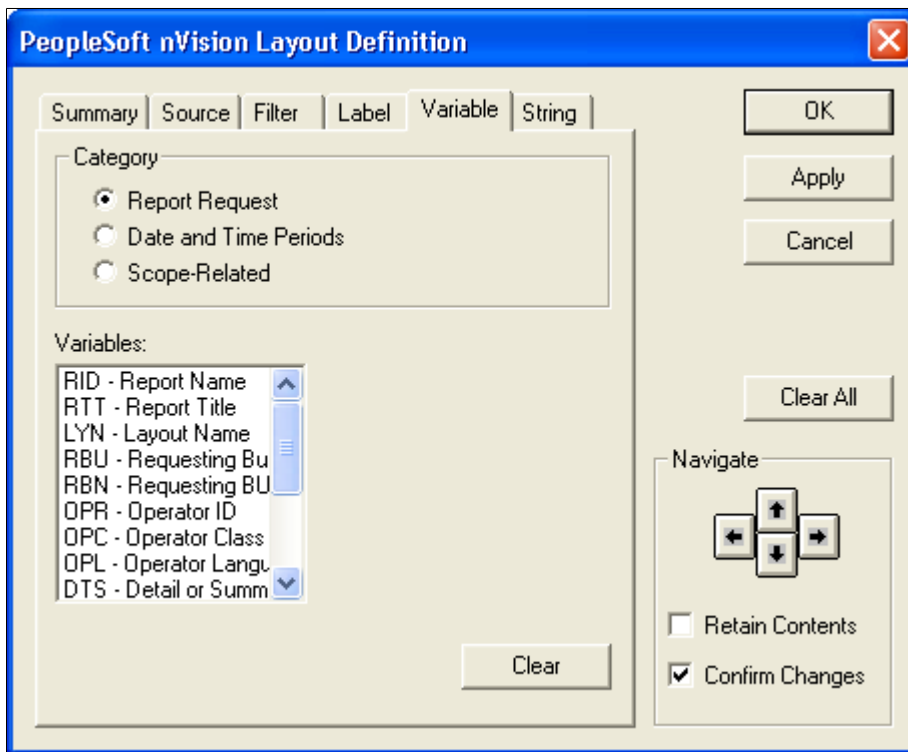 PeopleSoft nVision Layout Definition
Summary Source Filter Label Variable String
Category
Report Request
Date and Time Periods
Scope-Related
Variables:
RID - Report Name
RTT - Report Title
LYN - Layout Name
RBU - Requesting Bu
RBN - Requesting BU
OPR - Operator ID
OPC - Operator Class
OPL - Operator Langu
DTS - Detail or Summ
Clear
OK
Apply
Cancel
Clear All
Navigate
Retain Contents
Confirm Changes